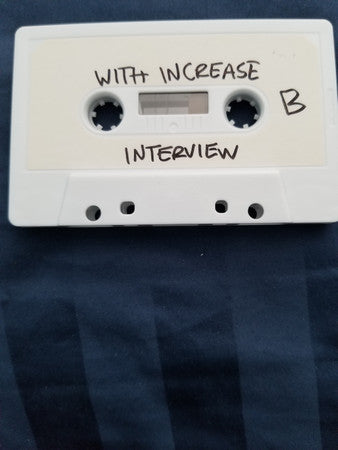 WITH INCREASE
B
INTERVIEW